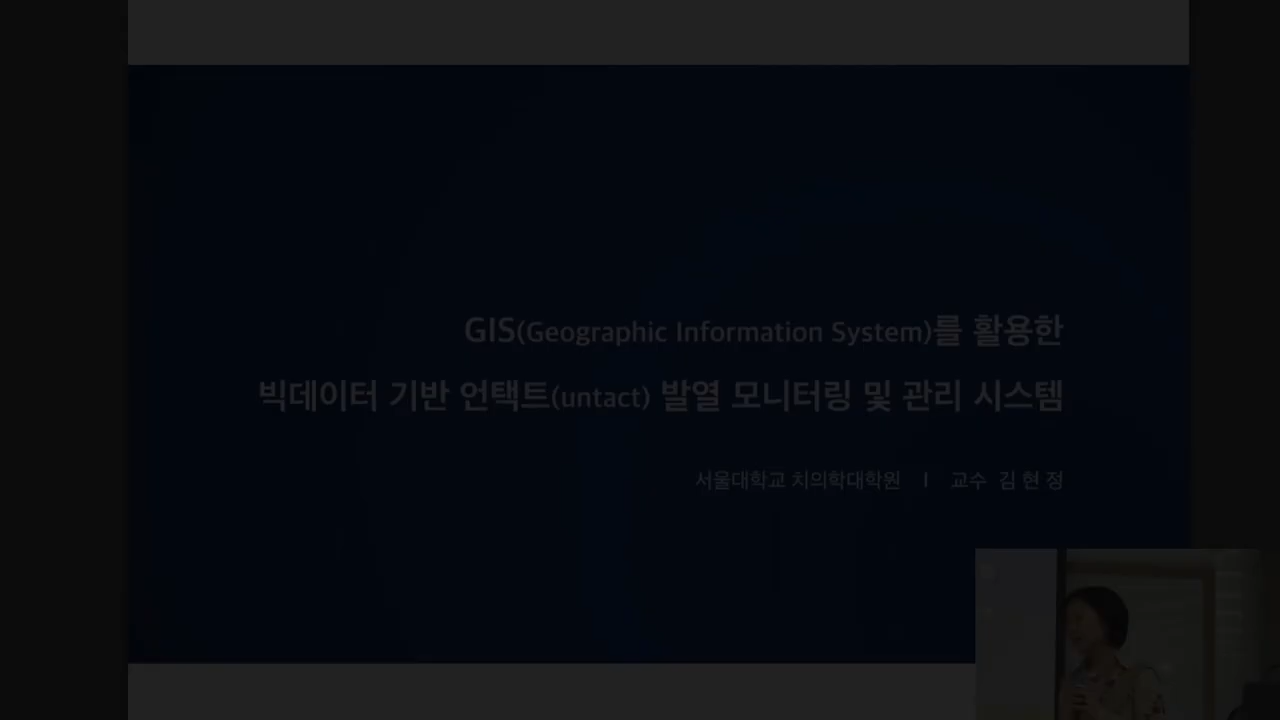 GIS(Geographic Information System)를 활용한
빅데이터 기반 언택트(untact) 발열 모니터링 및 관리 시스템
서울대학교 치의학대학원 I 교수 김 현 정